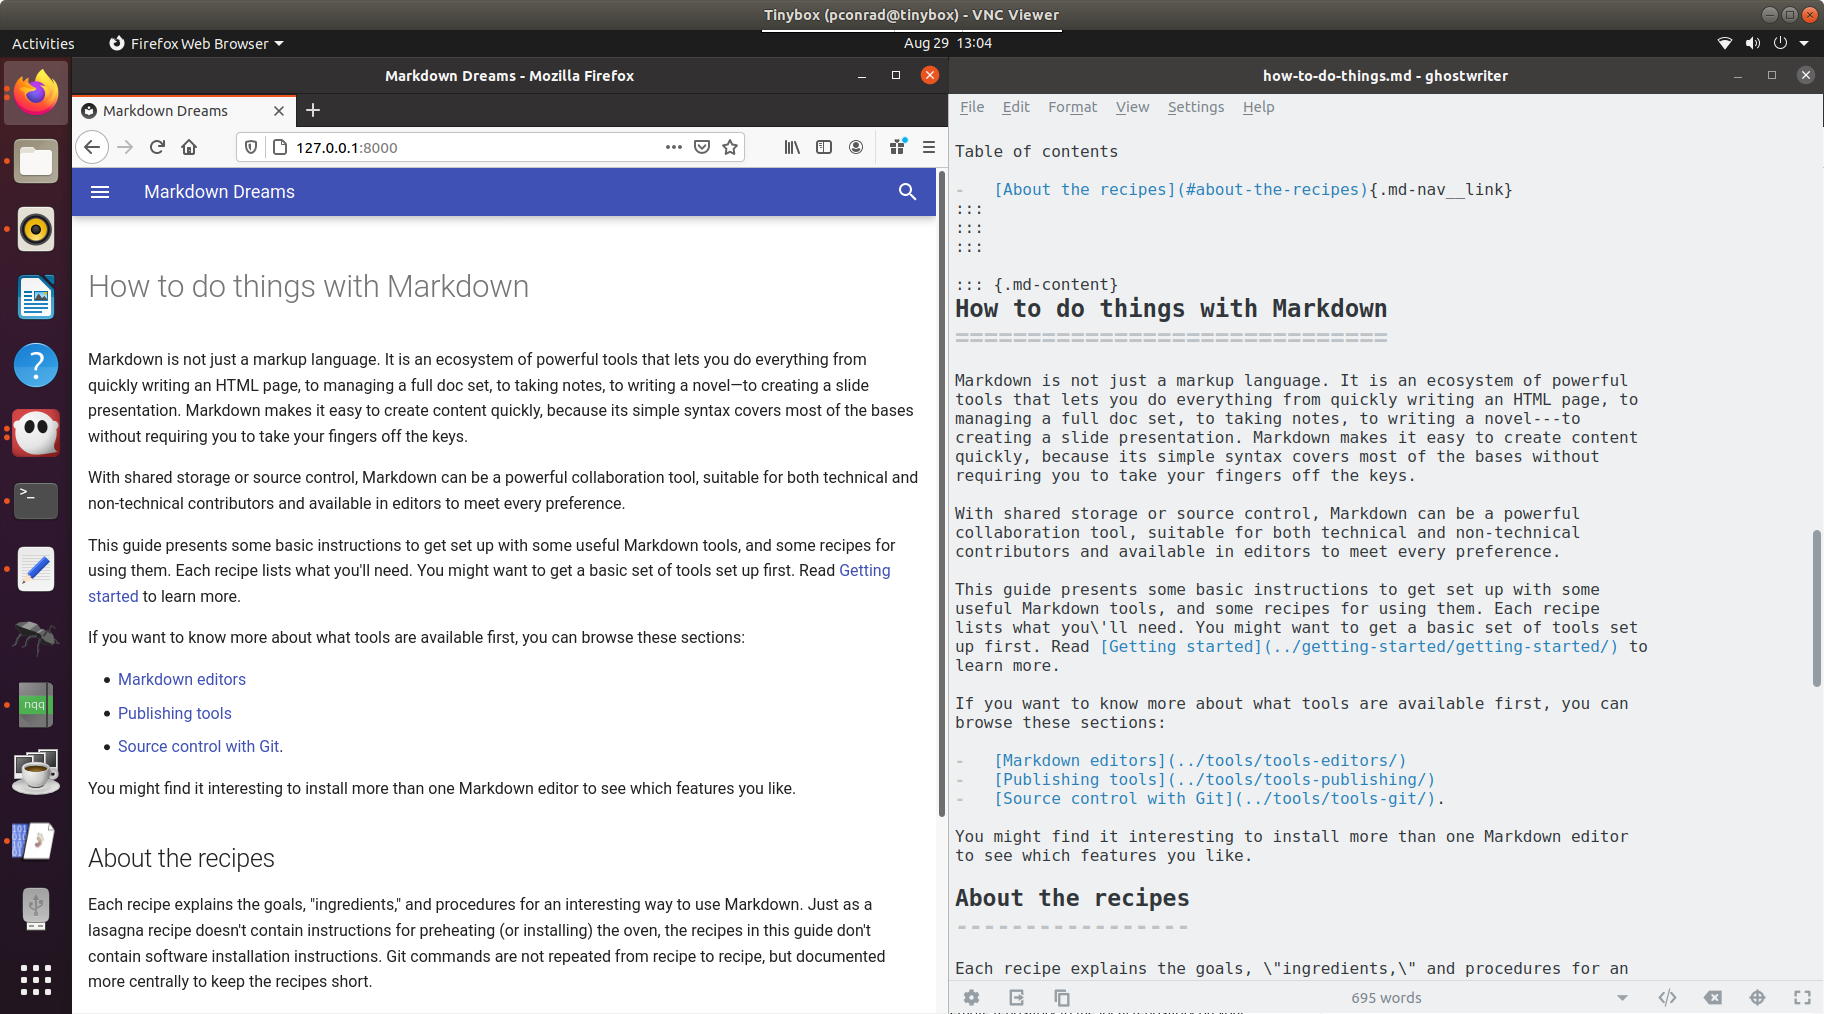 Tinybox (pconrad@tinybox) - VNC Viewer
Activities
Firefox Web Browser
Aug 29 13:04
Markdown Dreams - Mozilla Firefox
Markdown Dreams
127.0.0.1:8000
Markdown Dreams
How to do things with Markdown
Markdown is not just a markup language. It is an ecosystem of powerful tools that lets you do everything from
quickly writing an HTML page, to managing a full doc set, to taking notes, to writing a novel—to creating a slide
presentation. Markdown makes it easy to create content quickly, because its simple syntax covers most of the bases
without requiring you to take your fingers off the keys.
With shared storage or source control, Markdown can be a powerful collaboration tool, suitable for both technical and
non-technical contributors and available in editors to meet every preference.
This guide presents some basic instructions to get set up with some useful Markdown tools, and some recipes for
using them. Each recipe lists what you'll need. You might want to get a basic set of tools set up first. Read Getting
started to learn more.
If you want to know more about what tools are available first, you can browse these sections:
• Markdown editors
• Publishing tools
• Source control with Git.
You might find it interesting to install more than one Markdown editor to see which features you like.
About the recipes
Each recipe explains the goals, "ingredients," and procedures for an interesting way to use Markdown. Just as a
lasagna recipe doesn't contain instructions for preheating (or installing) the oven, the recipes in this guide don't
contain software installation instructions. Git commands are not repeated from recipe to recipe, but documented
more centrally to keep the recipes short.
>_
nqq
how-to-do-things.md - ghostwriter
File Edit Format View Settings Help
Table of contents
- [About the recipes](#about-the-recipes){.md-nav__link}
:::
:::
:::
::: {.md-content}
How to do things with Markdown
==============================
Markdown is not just a markup language. It is an ecosystem of powerful
tools that lets you do everything from quickly writing an HTML page, to
managing a full doc set, to taking notes, to writing a novel---to
creating a slide presentation. Markdown makes it easy to create content
quickly, because its simple syntax covers most of the bases without
requiring you to take your fingers off the keys.
With shared storage or source control, Markdown can be a powerful
collaboration tool, suitable for both technical and non-technical
contributors and available in editors to meet every preference.
This guide presents some basic instructions to get set up with some
useful Markdown tools, and some recipes for using them. Each recipe
lists what you\'ll need. You might want to get a basic set of tools set
up first. Read [Getting started](../getting-started/getting-started/) to
learn more.
If you want to know more about what tools are available first, you can
browse these sections:
- [Markdown editors](../tools/tools-editors/)
- [Publishing tools](../tools/tools-publishing/)
- [Source control with Git](../tools/tools-git/).
You might find it interesting to install more than one Markdown editor
to see which features you like.
About the recipes
-----------------
Each recipe explains the goals, \"ingredients,\" and procedures for an
695 words